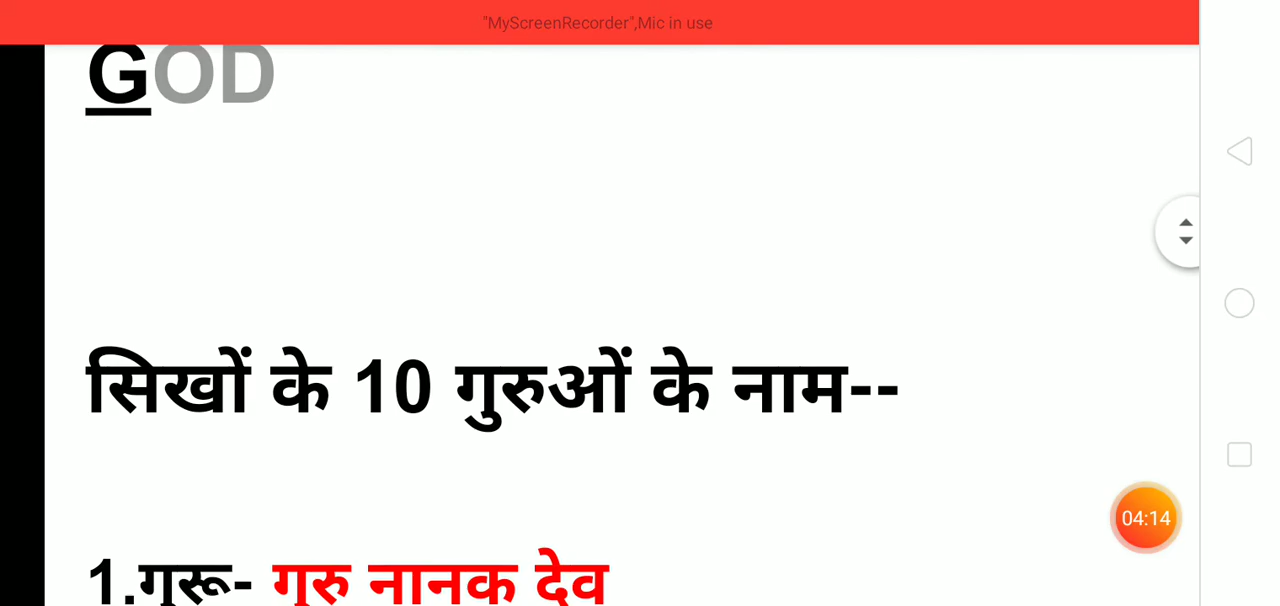 "MyScreenRecorder",Mic in use
GOD
सिखों के 10 गुरुओं के नाम--
04:14
1.गुरू- गुरु नानक देव